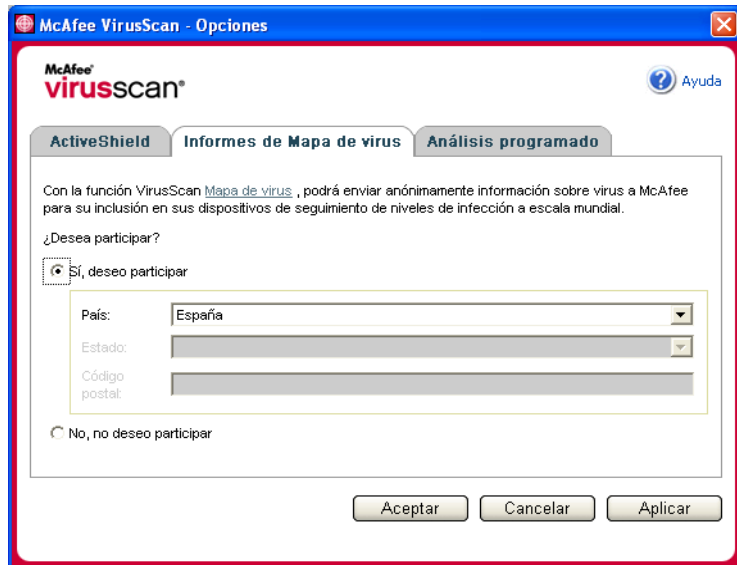 McAfee VirusScan - Opciones
McAfee®
virusscan®
Ayuda
ActiveShield
Informes de Mapa de virus
Análisis programado
Con la función VirusScan Mapa de virus , podrá enviar anónimamente información sobre virus a McAfee
para su inclusión en sus dispositivos de seguimiento de niveles de infección a escala mundial.
¿Desea participar?
Sí, deseo participar
País:
España
Estado:
Código
postal:
No, no deseo participar
Aceptar
Cancelar
Aplicar